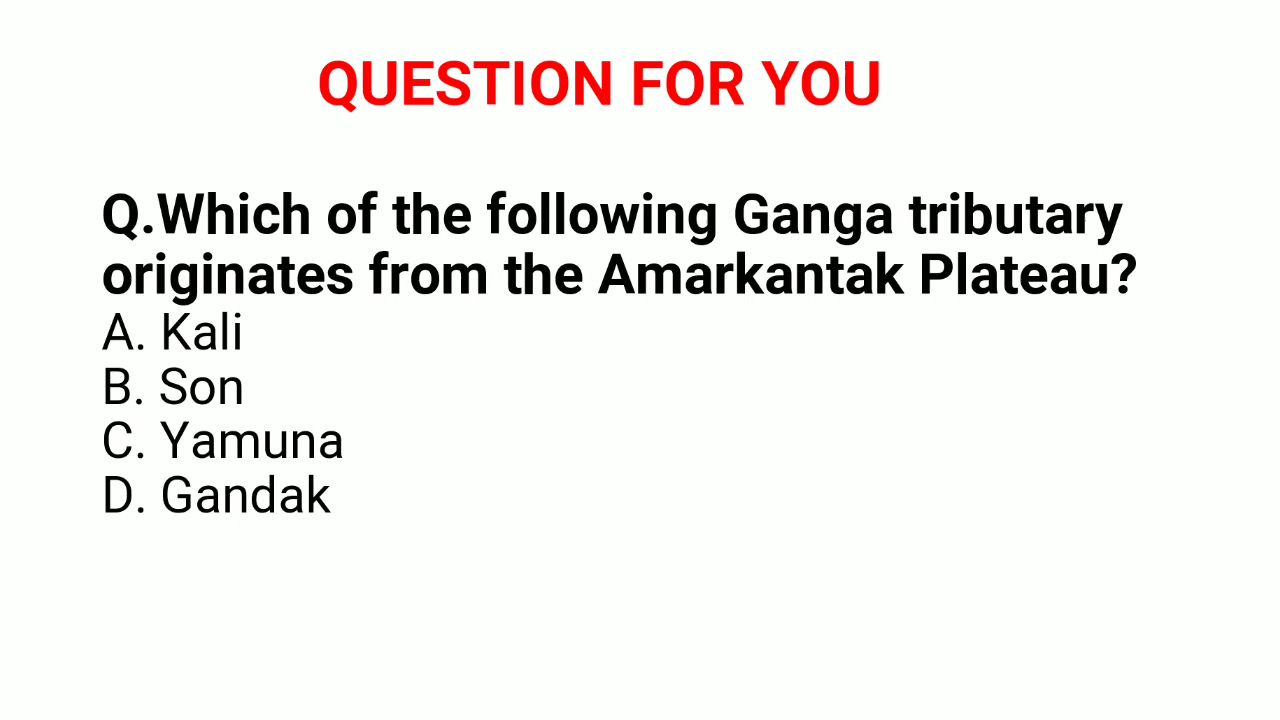 QUESTION FOR YOU
Q.Which of the following Ganga tributary
originates from the Amarkantak Plateau?
A. Kali
B. Son
C. Yamuna
D. Gandak